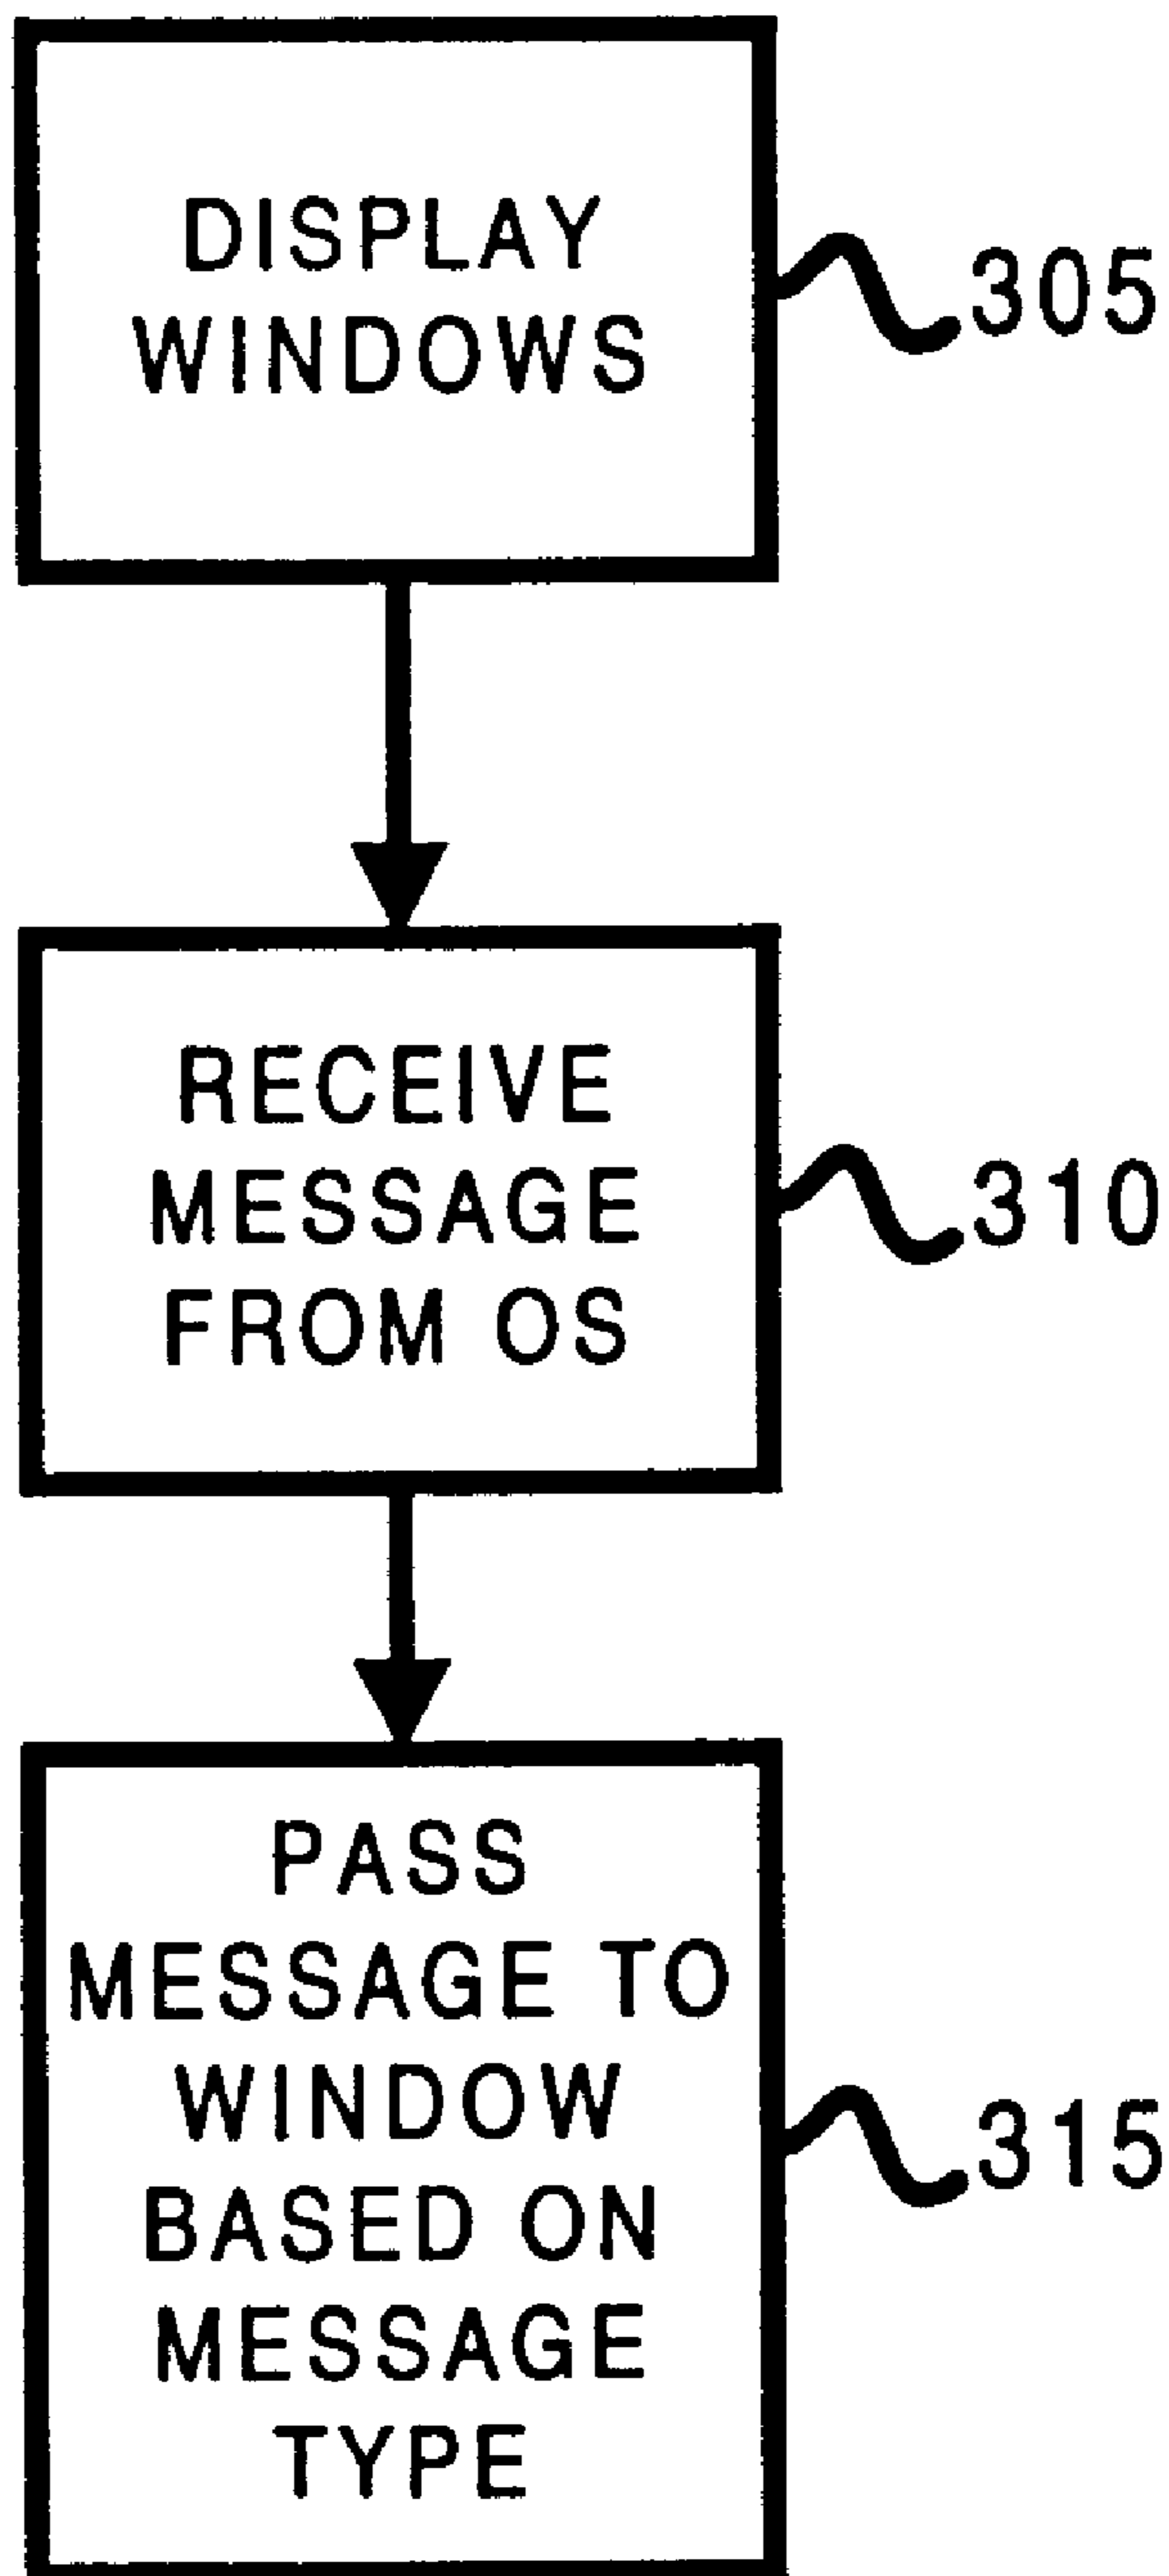 DISPLAY
WINDOWS
305
RECEIVE
MESSAGE
FROM OS
310
PASS
MESSAGE TO
WINDOW
BASED ON
MESSAGE
TYPE
315